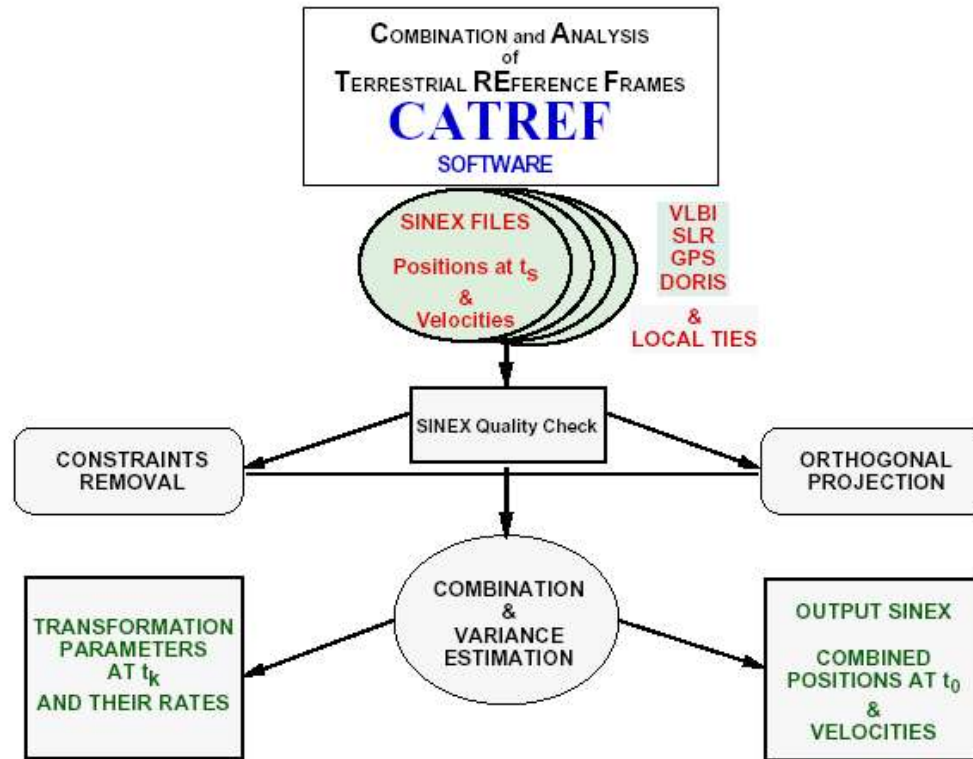 COMBINATION and ANALYSIS
of
TERRESTRIAL REFERENCE FRAMES
CATREF
SOFTWARE
SINEX FILES
Positions at ts
&
Velocities
VLBI
SLR
GPS
DORIS
&
LOCAL TIES
SINEX Quality Check
CONSTRAINTS
REMOVAL
ORTHOGONAL
PROJECTION
COMBINATION
&
VARIANCE
ESTIMATION
TRANSFORMATION
PARAMETERS
AT tk
AND THEIR RATES
OUTPUT SINEX
COMBINED
POSITIONS AT t0
&
VELOCITIES